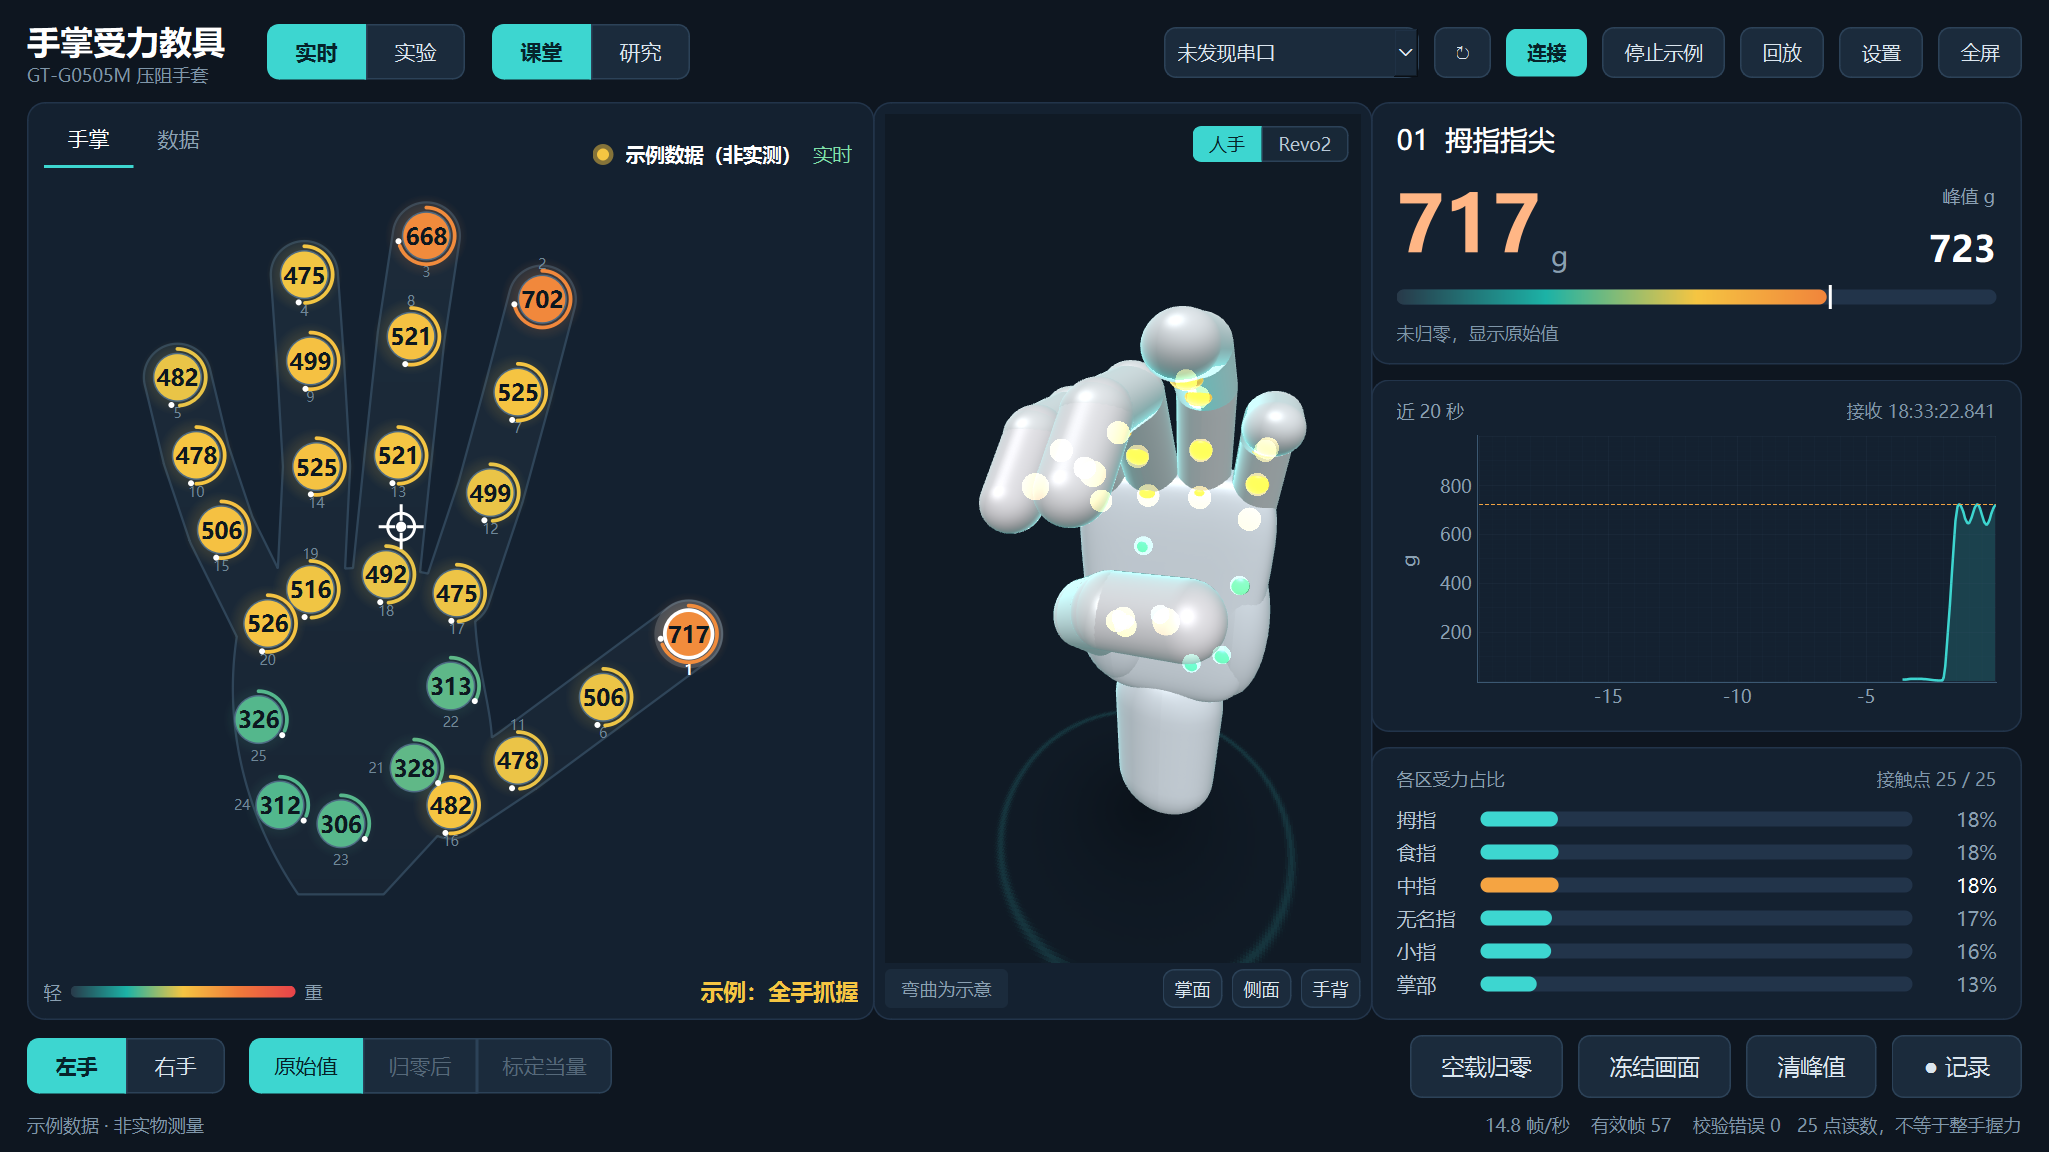 手掌受力教具
GT-G0505M 压阻手套
实时 实验 课堂 研究
未发现串口 ↻ 连接 停止示例 回放 设置 全屏
手掌 数据
示例数据（非实测） 实时
668
3
475
4
702
2
8
521
499
9
482
5
525
7
478
10
525
14
521
13
499
12
506
15
19
516
492
18
475
17
526
20
717
1
313
22
506
6
326
25
11
478
21
328
24
312
482
16
306
23
轻 重
示例：全手抓握
人手 Revo2
弯曲为示意 掌面 侧面 手背
01 拇指指尖
717 g
峰值 g
723
未归零，显示原始值
近 20 秒 接收 18:33:22.841
800
600
400
200
g
-15 -10 -5
各区受力占比 接触点 25 / 25
拇指 18%
食指 18%
中指 18%
无名指 17%
小指 16%
掌部 13%
左手 右手 原始值 归零后 标定当量
空载归零 冻结画面 清峰值 ● 记录
示例数据 · 非实物测量
14.8 帧/秒 有效帧 57 校验错误 0 25 点读数，不等于整手握力